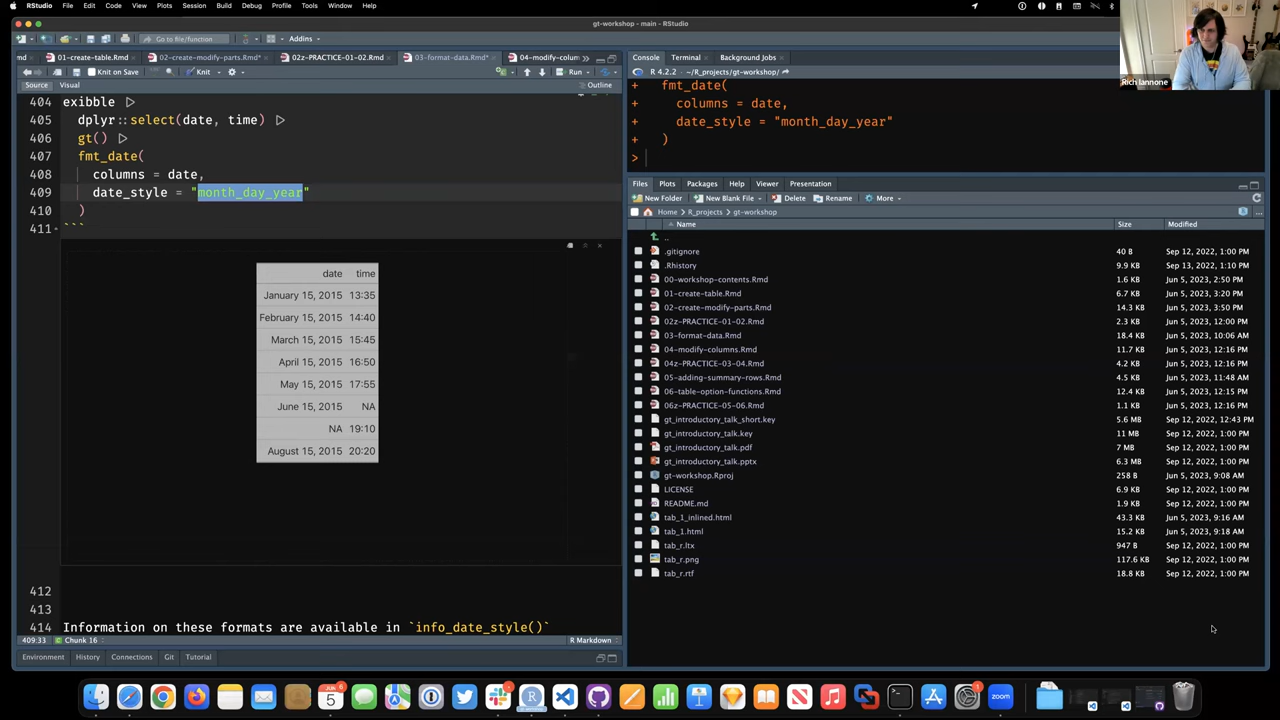 RStudio File Edit Code View Plots Session Build Debug Profile Tools Window Help
gt-workshop - main - RStudio
Go to file/function Addins
md 01-create-table.Rmd 02-create-modify-parts.Rmd* 02z-PRACTICE-01-02.Rmd 03-format-data.Rmd* 04-modify-colum
Knit on Save Knit Run
Source Visual Outline
404 exibble |>
405 dplyr::select(date, time) |>
406 gt() |>
407 fmt_date(
408 columns = date,
409 date_style = "month_day_year"
410 )
411 ```
date time
January 15, 2015 13:35
February 15, 2015 14:40
March 15, 2015 15:45
April 15, 2015 16:50
May 15, 2015 17:55
June 15, 2015 NA
NA 19:10
August 15, 2015 20:20
412
413
414 Information on these formats are available in `info_date_style()`
409:33 Chunk 16 R Markdown
Environment History Connections Git Tutorial
Console Terminal Background Jobs
R 4.2.2 · ~/R_projects/gt-workshop/
+ fmt_date(
+ columns = date,
+ date_style = "month_day_year"
+ )
>
Files Plots Packages Help Viewer Presentation
New Folder New Blank File Delete Rename More
Home R_projects gt-workshop
Name Size Modified
..
.gitignore 40 B Sep 12, 2022, 1:00 PM
.Rhistory 9.9 KB Sep 13, 2022, 1:10 PM
00-workshop-contents.Rmd 1.6 KB Jun 5, 2023, 2:50 PM
01-create-table.Rmd 6.7 KB Jun 5, 2023, 3:20 PM
02-create-modify-parts.Rmd 14.3 KB Jun 5, 2023, 3:50 PM
02z-PRACTICE-01-02.Rmd 2.3 KB Jun 5, 2023, 12:00 PM
03-format-data.Rmd 18.4 KB Jun 5, 2023, 10:06 AM
04-modify-columns.Rmd 11.7 KB Jun 5, 2023, 12:16 PM
04z-PRACTICE-03-04.Rmd 4.2 KB Jun 5, 2023, 12:16 PM
05-adding-summary-rows.Rmd 4.5 KB Jun 5, 2023, 11:48 AM
06-table-option-functions.Rmd 12.4 KB Jun 5, 2023, 12:15 PM
06z-PRACTICE-05-06.Rmd 1.1 KB Jun 5, 2023, 12:16 PM
gt_introductory_talk_short.key 5.6 MB Sep 12, 2022, 12:43 PM
gt_introductory_talk.key 11 MB Sep 12, 2022, 1:00 PM
gt_introductory_talk.pdf 7 MB Sep 12, 2022, 1:00 PM
gt_introductory_talk.pptx 6.3 MB Sep 12, 2022, 1:00 PM
gt-workshop.Rproj 258 B Jun 5, 2023, 9:08 AM
LICENSE 6.9 KB Sep 12, 2022, 1:00 PM
README.md 1.9 KB Sep 12, 2022, 1:00 PM
tab_1_inlined.html 43.3 KB Jun 5, 2023, 9:16 AM
tab_1.html 15.2 KB Jun 5, 2023, 9:18 AM
tab_r.ltx 947 B Sep 12, 2022, 1:00 PM
tab_r.png 117.6 KB Sep 12, 2022, 1:00 PM
tab_r.rtf 18.8 KB Sep 12, 2022, 1:00 PM
Rich Iannone
JUN
5
zoom